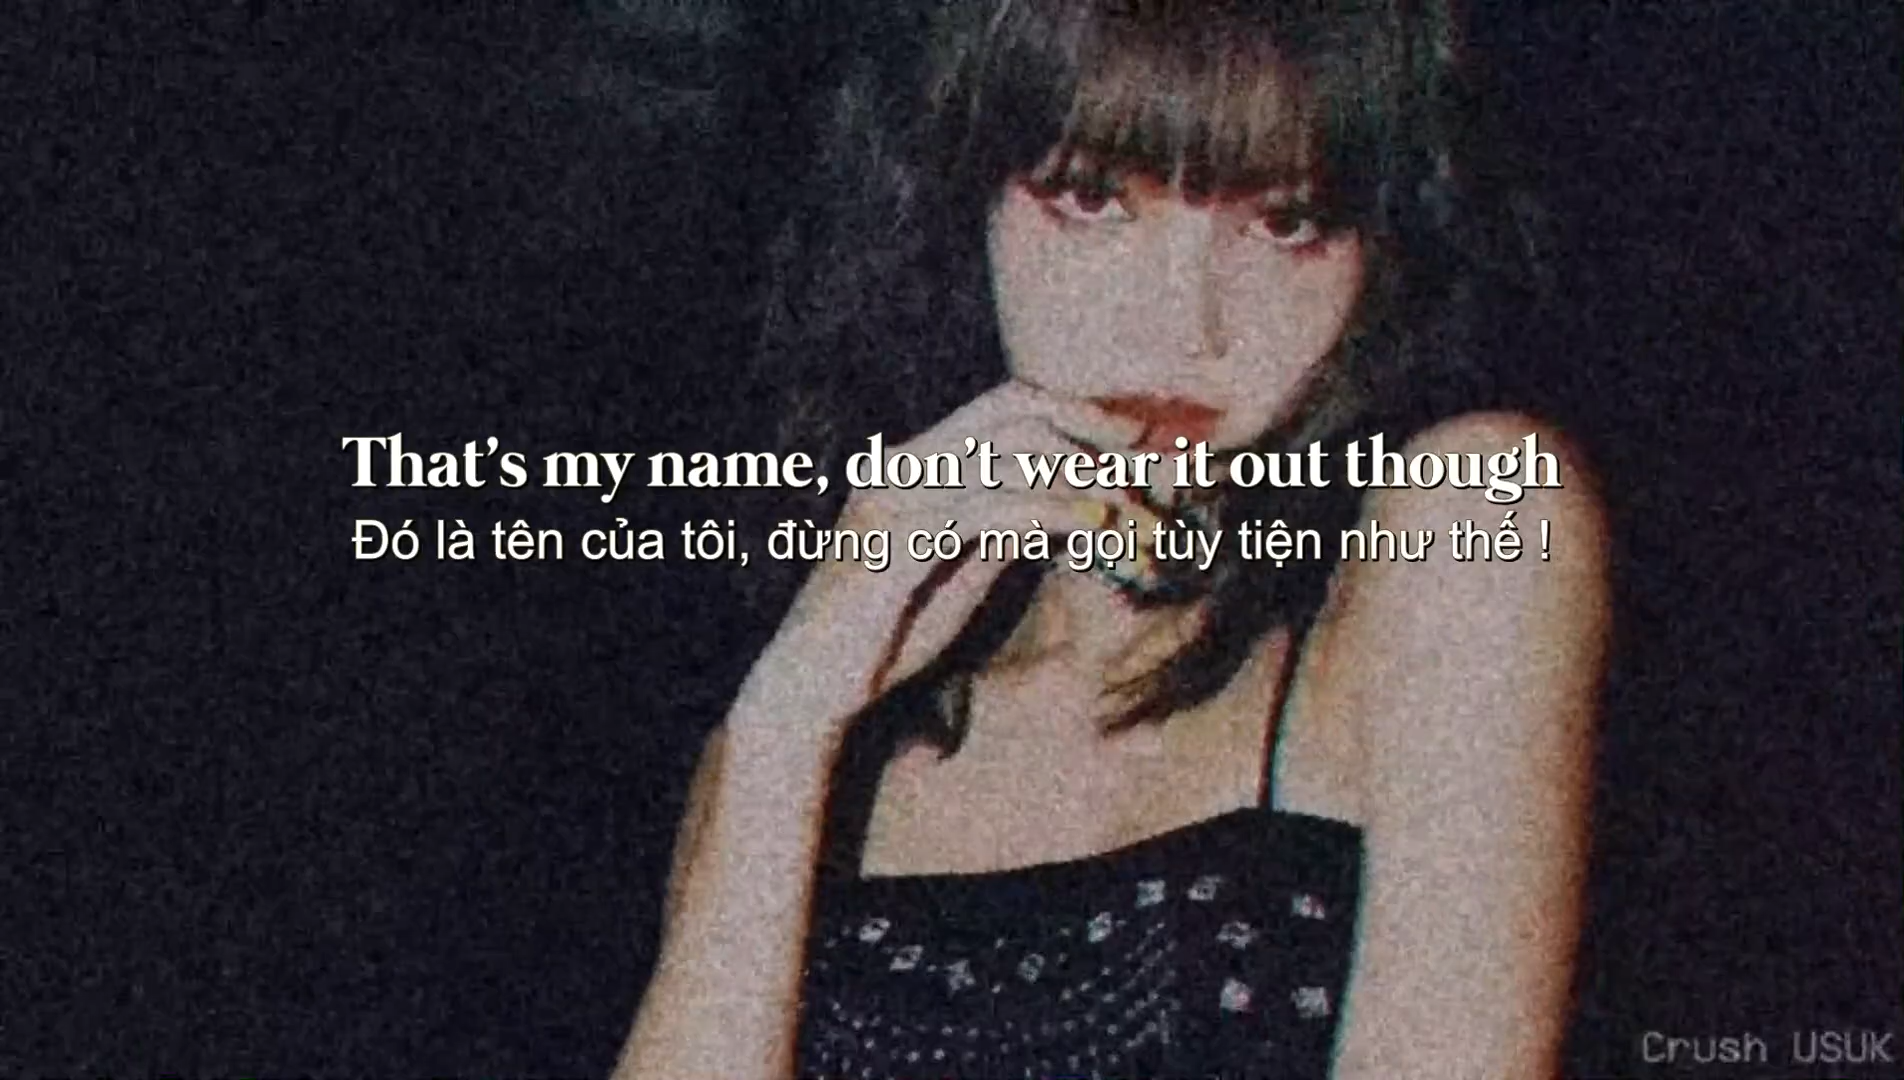 That’s my name, don’t wear it out though
Đó là tên của tôi, đừng có mà gọi tùy tiện như thế !
Crush USUK